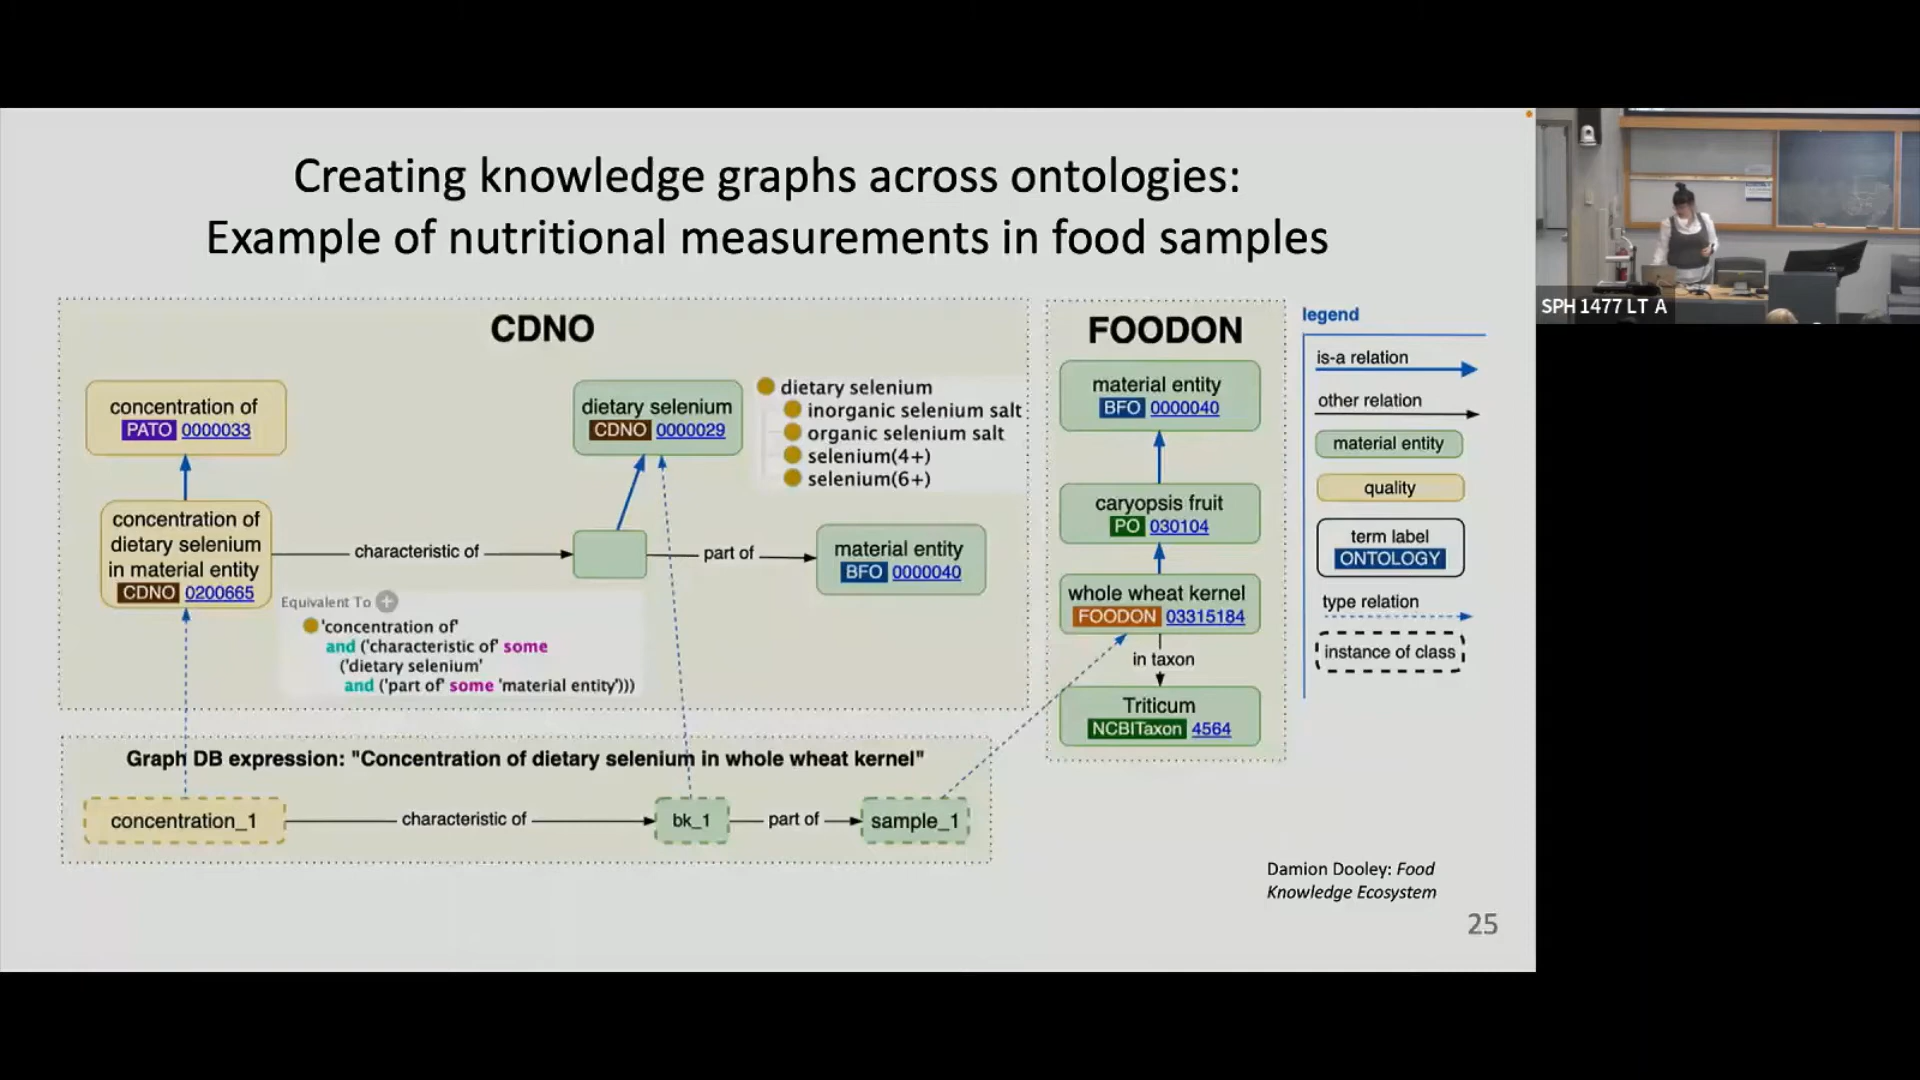 Creating knowledge graphs across ontologies:
Example of nutritional measurements in food samples
SPH 1477 LT A
CDNO
concentration of
PATO 0000033
dietary selenium
CDNO 0000029
dietary selenium
inorganic selenium salt
organic selenium salt
selenium(4+)
selenium(6+)
concentration of
dietary selenium
in material entity
CDNO 0200665
characteristic of
part of
material entity
BFO 0000040
Equivalent To
'concentration of'
and ('characteristic of' some
('dietary selenium'
and ('part of' some 'material entity')))
Graph DB expression: "Concentration of dietary selenium in whole wheat kernel"
concentration_1
characteristic of
bk_1
part of
sample_1
FOODON
material entity
BFO 0000040
caryopsis fruit
PO 030104
whole wheat kernel
FOODON 03315184
in taxon
Triticum
NCBITaxon 4564
legend
is-a relation
other relation
material entity
quality
term label
ONTOLOGY
type relation
instance of class
Damion Dooley: Food
Knowledge Ecosystem
25